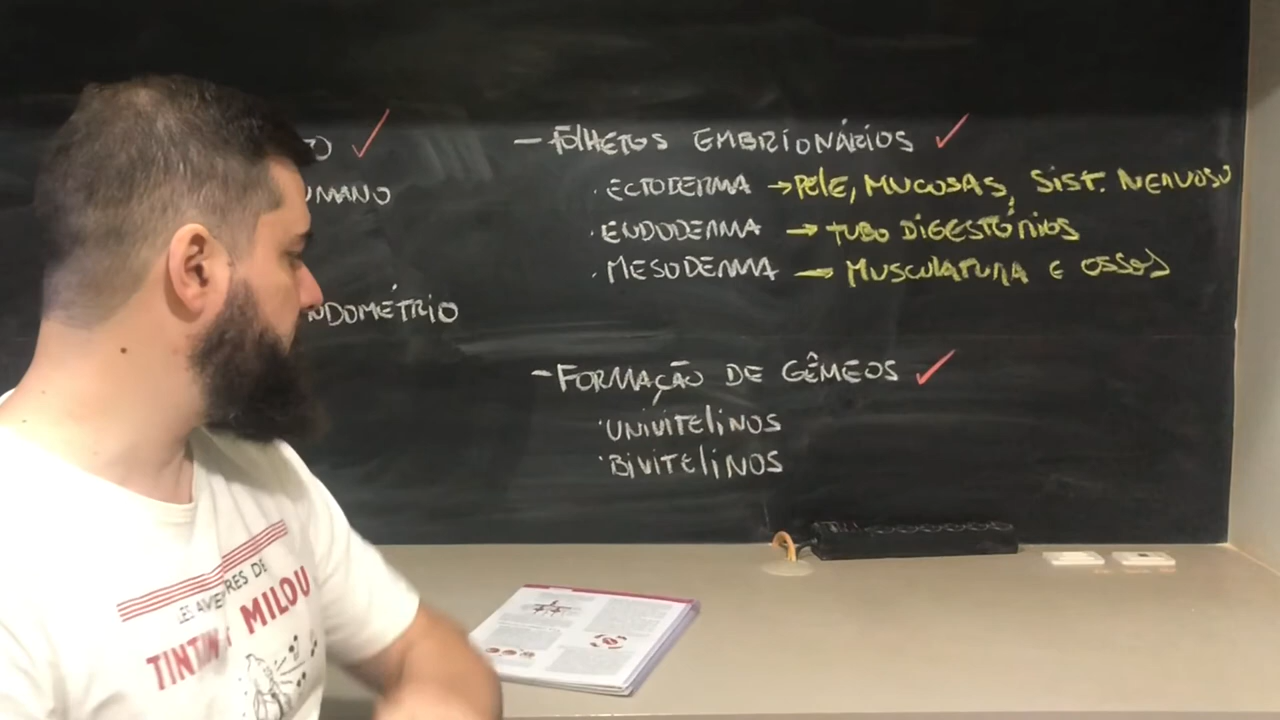 O ✓
UMANO
NDOMÉTRIO
- FOLHETOS EMBRIONÁRIOS ✓
· ECTODERMA → PELE, MUCOSAS, SIST. NERVOSO
· ENDODERMA → TUBO DIGESTÓRIOS
· MESODERMA → MUSCULATURA E OSSOS
- FORMAÇÃO DE GÊMEOS ✓
· UNIVITELINOS
· BIVITELINOS
LES AVENTURES DE
TINTIN ET MILOU